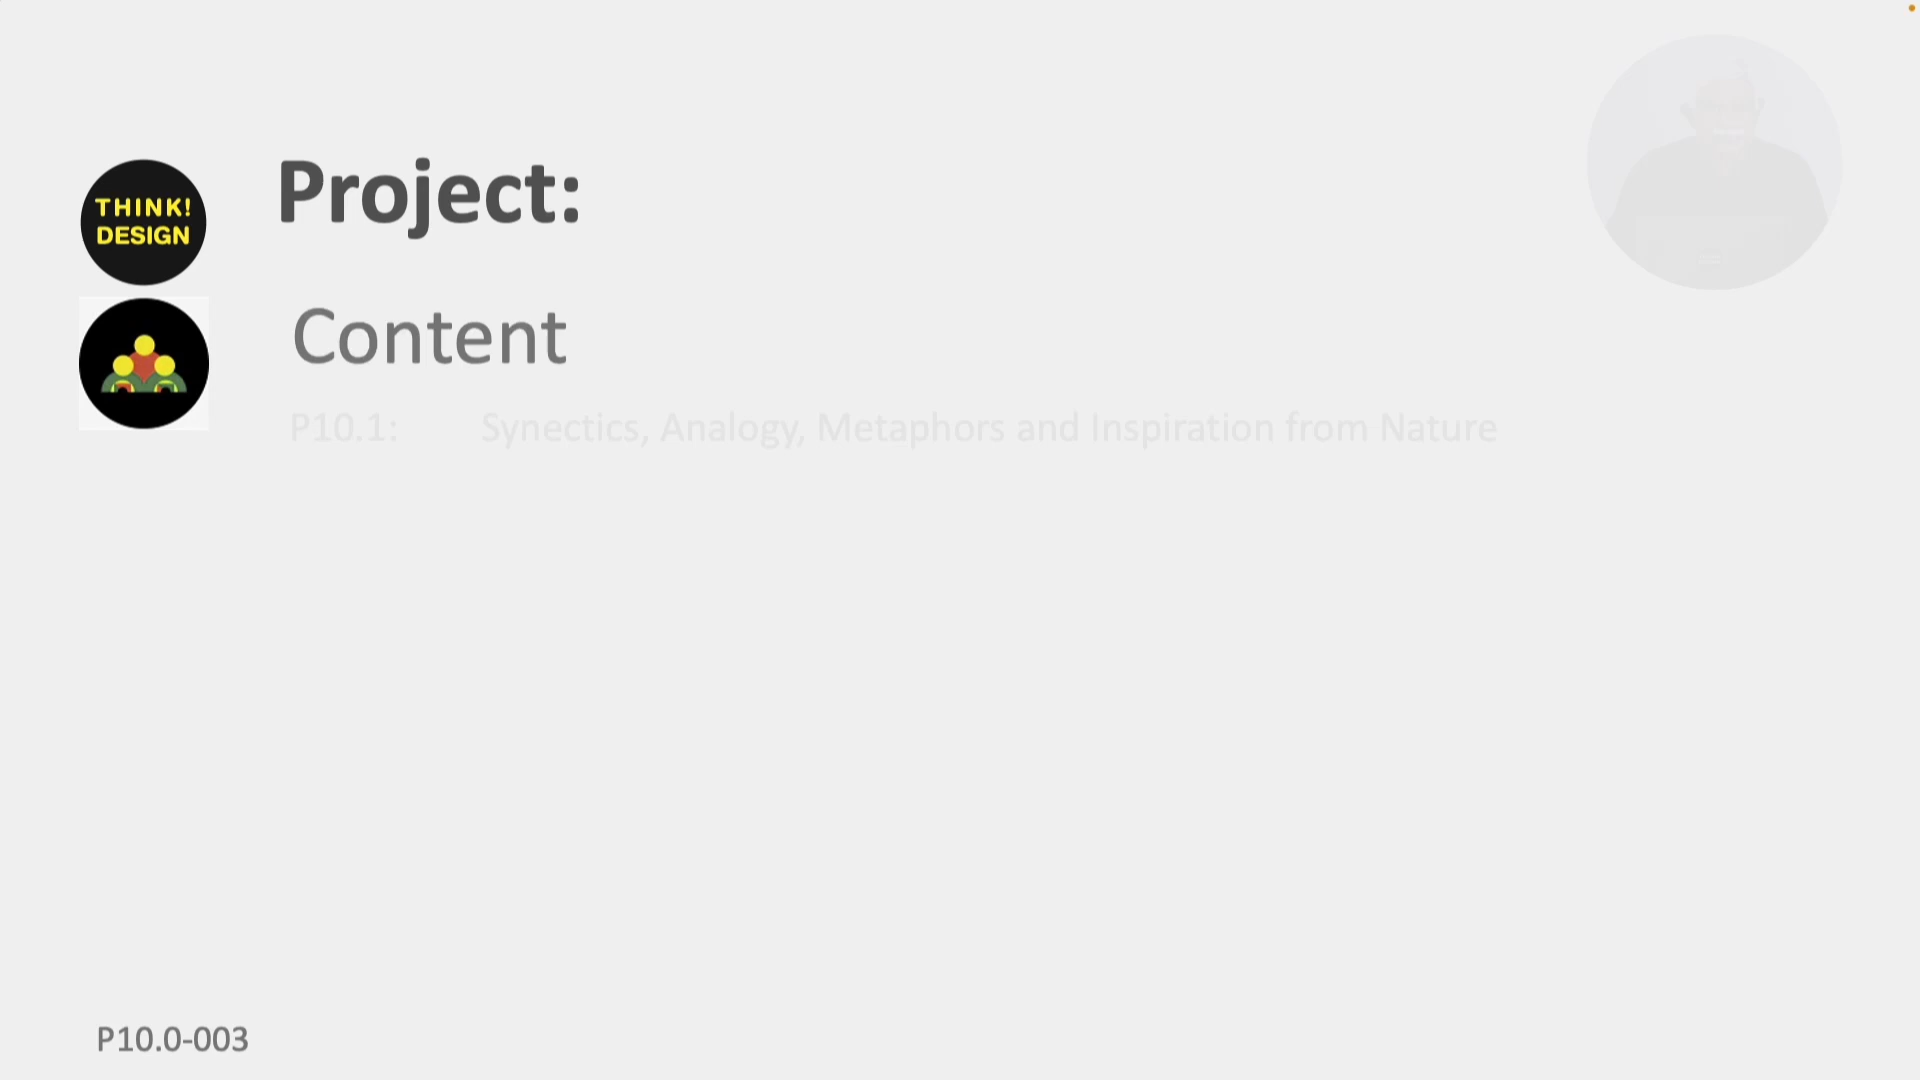 THINK!
DESIGN
Project:
Content
P10.1: Synectics, Analogy, Metaphors and Inspiration from Nature
P10.0-003